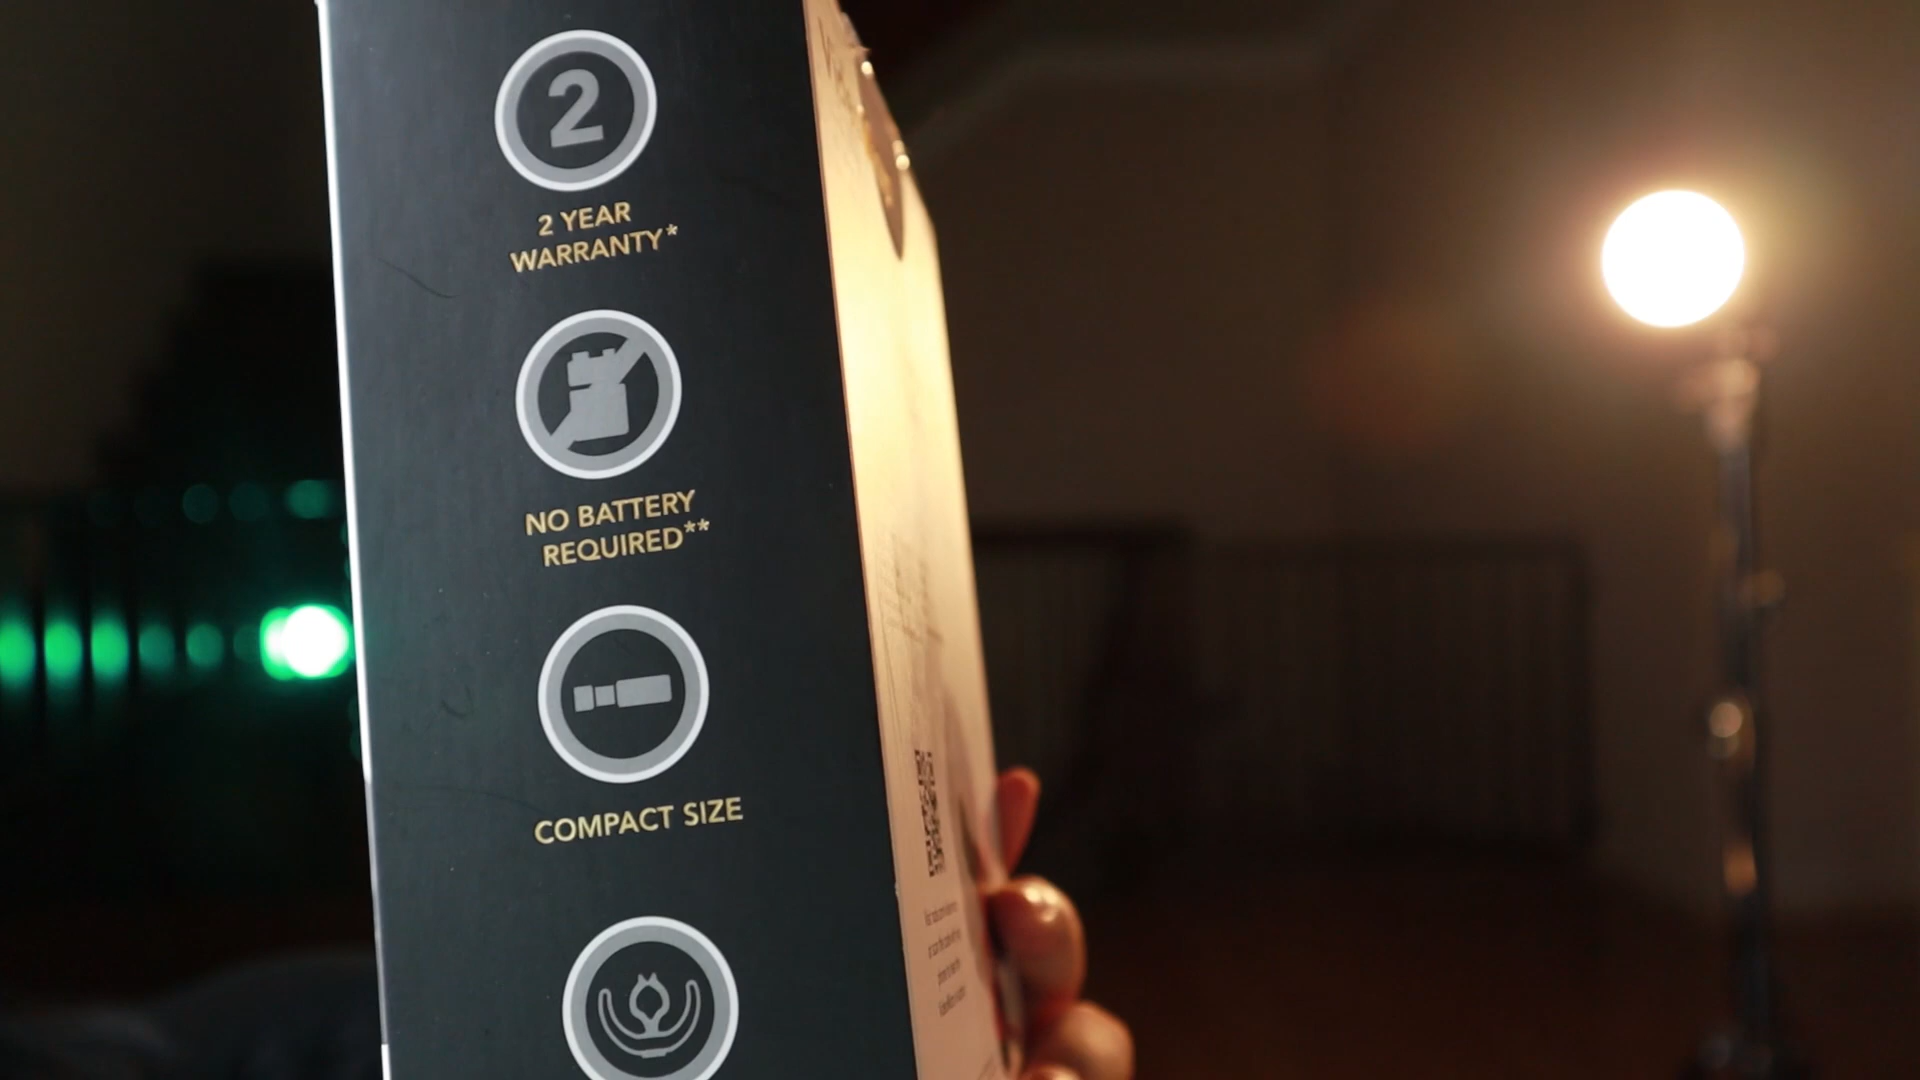 2
2 YEAR
WARRANTY*
NO BATTERY
REQUIRED**
COMPACT SIZE